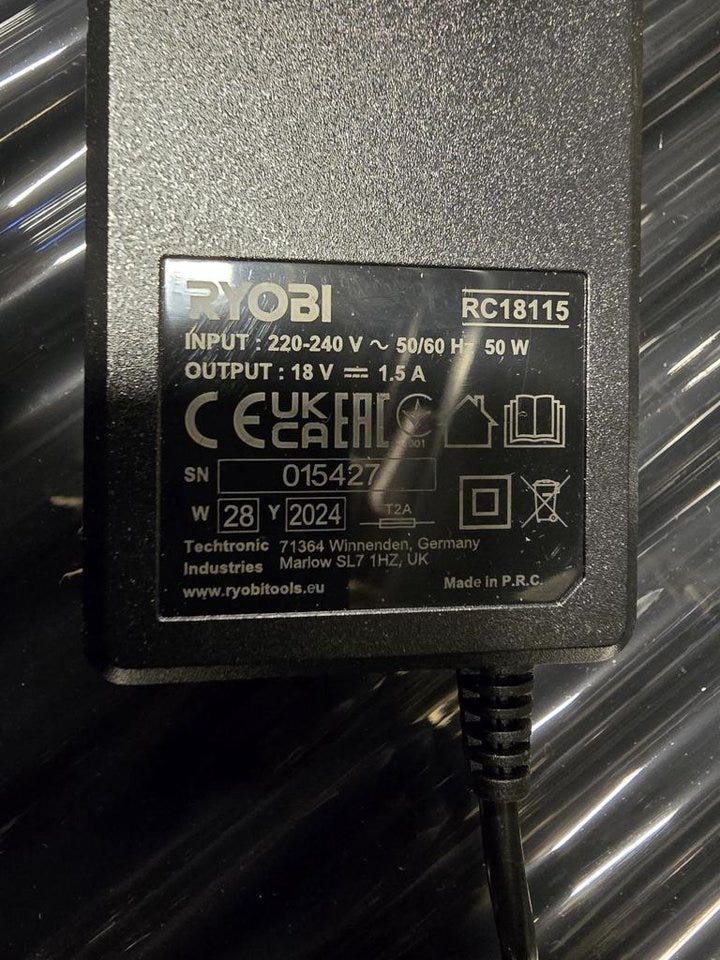 RYOBI
RC18115
INPUT : 220-240 V ~ 50/60 Hz 50 W
OUTPUT : 18 V ⎓ 1.5 A
CE UK CA EAC
SN 015427
W 28 Y 2024 T2A
Techtronic Industries
71364 Winnenden, Germany
Marlow SL7 1HZ, UK
www.ryobitools.eu
Made in P.R.C.